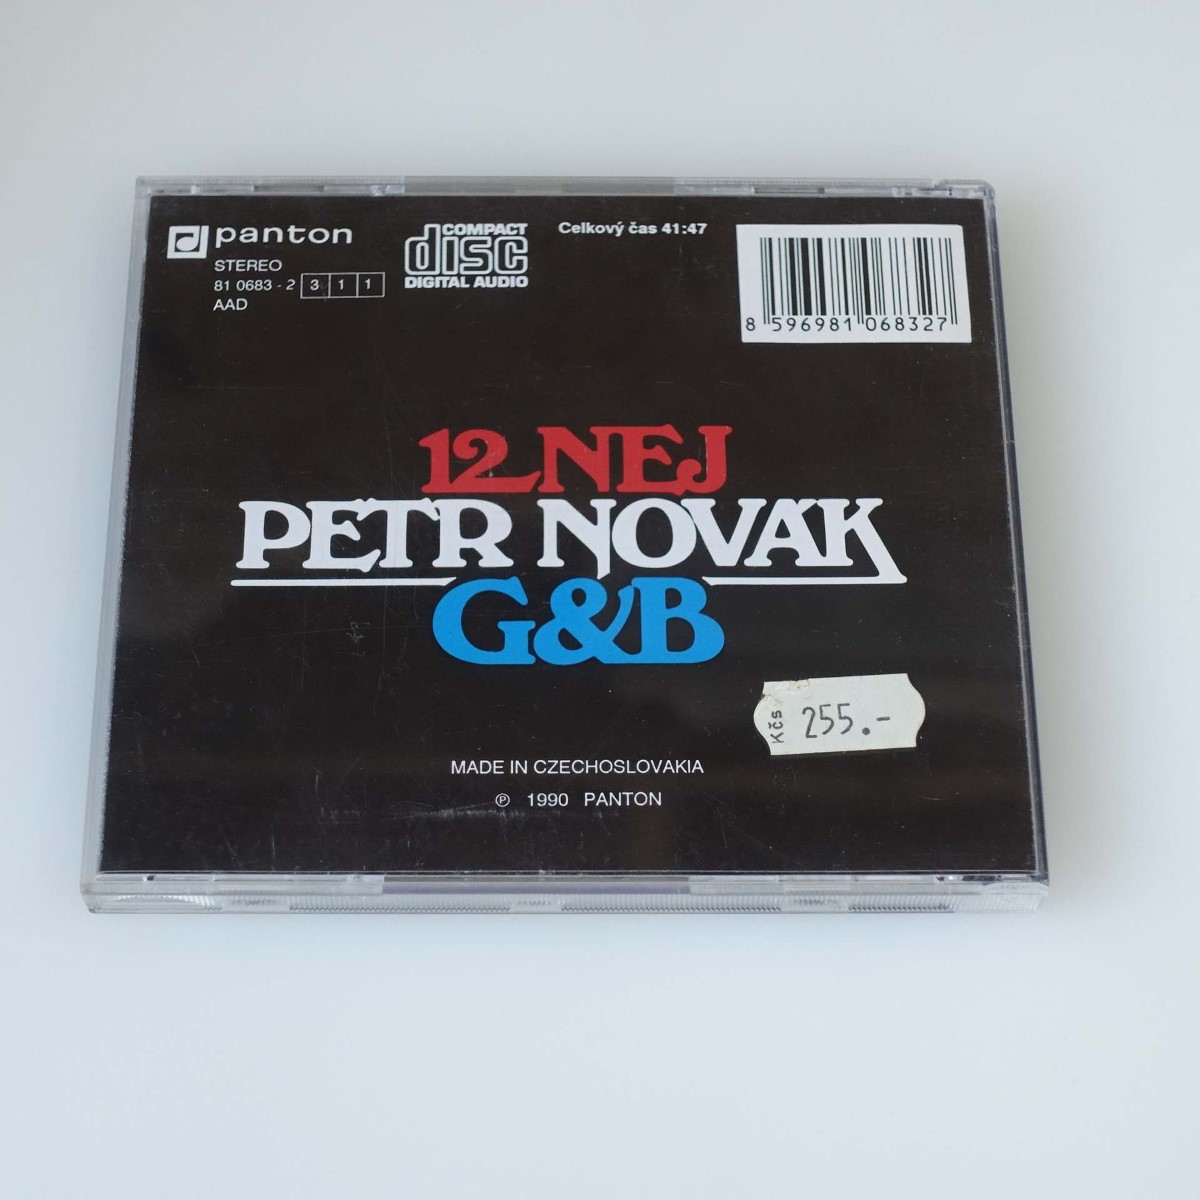 panton
STEREO
81 0683 - 2 3 1 1
AAD
COMPACT
disc
DIGITAL AUDIO
Celkový čas 41:47
8 596981 068327
12 NEJ
PETR NOVÁK
G&B
Kčs 255.-
MADE IN CZECHOSLOVAKIA
℗ 1990 PANTON